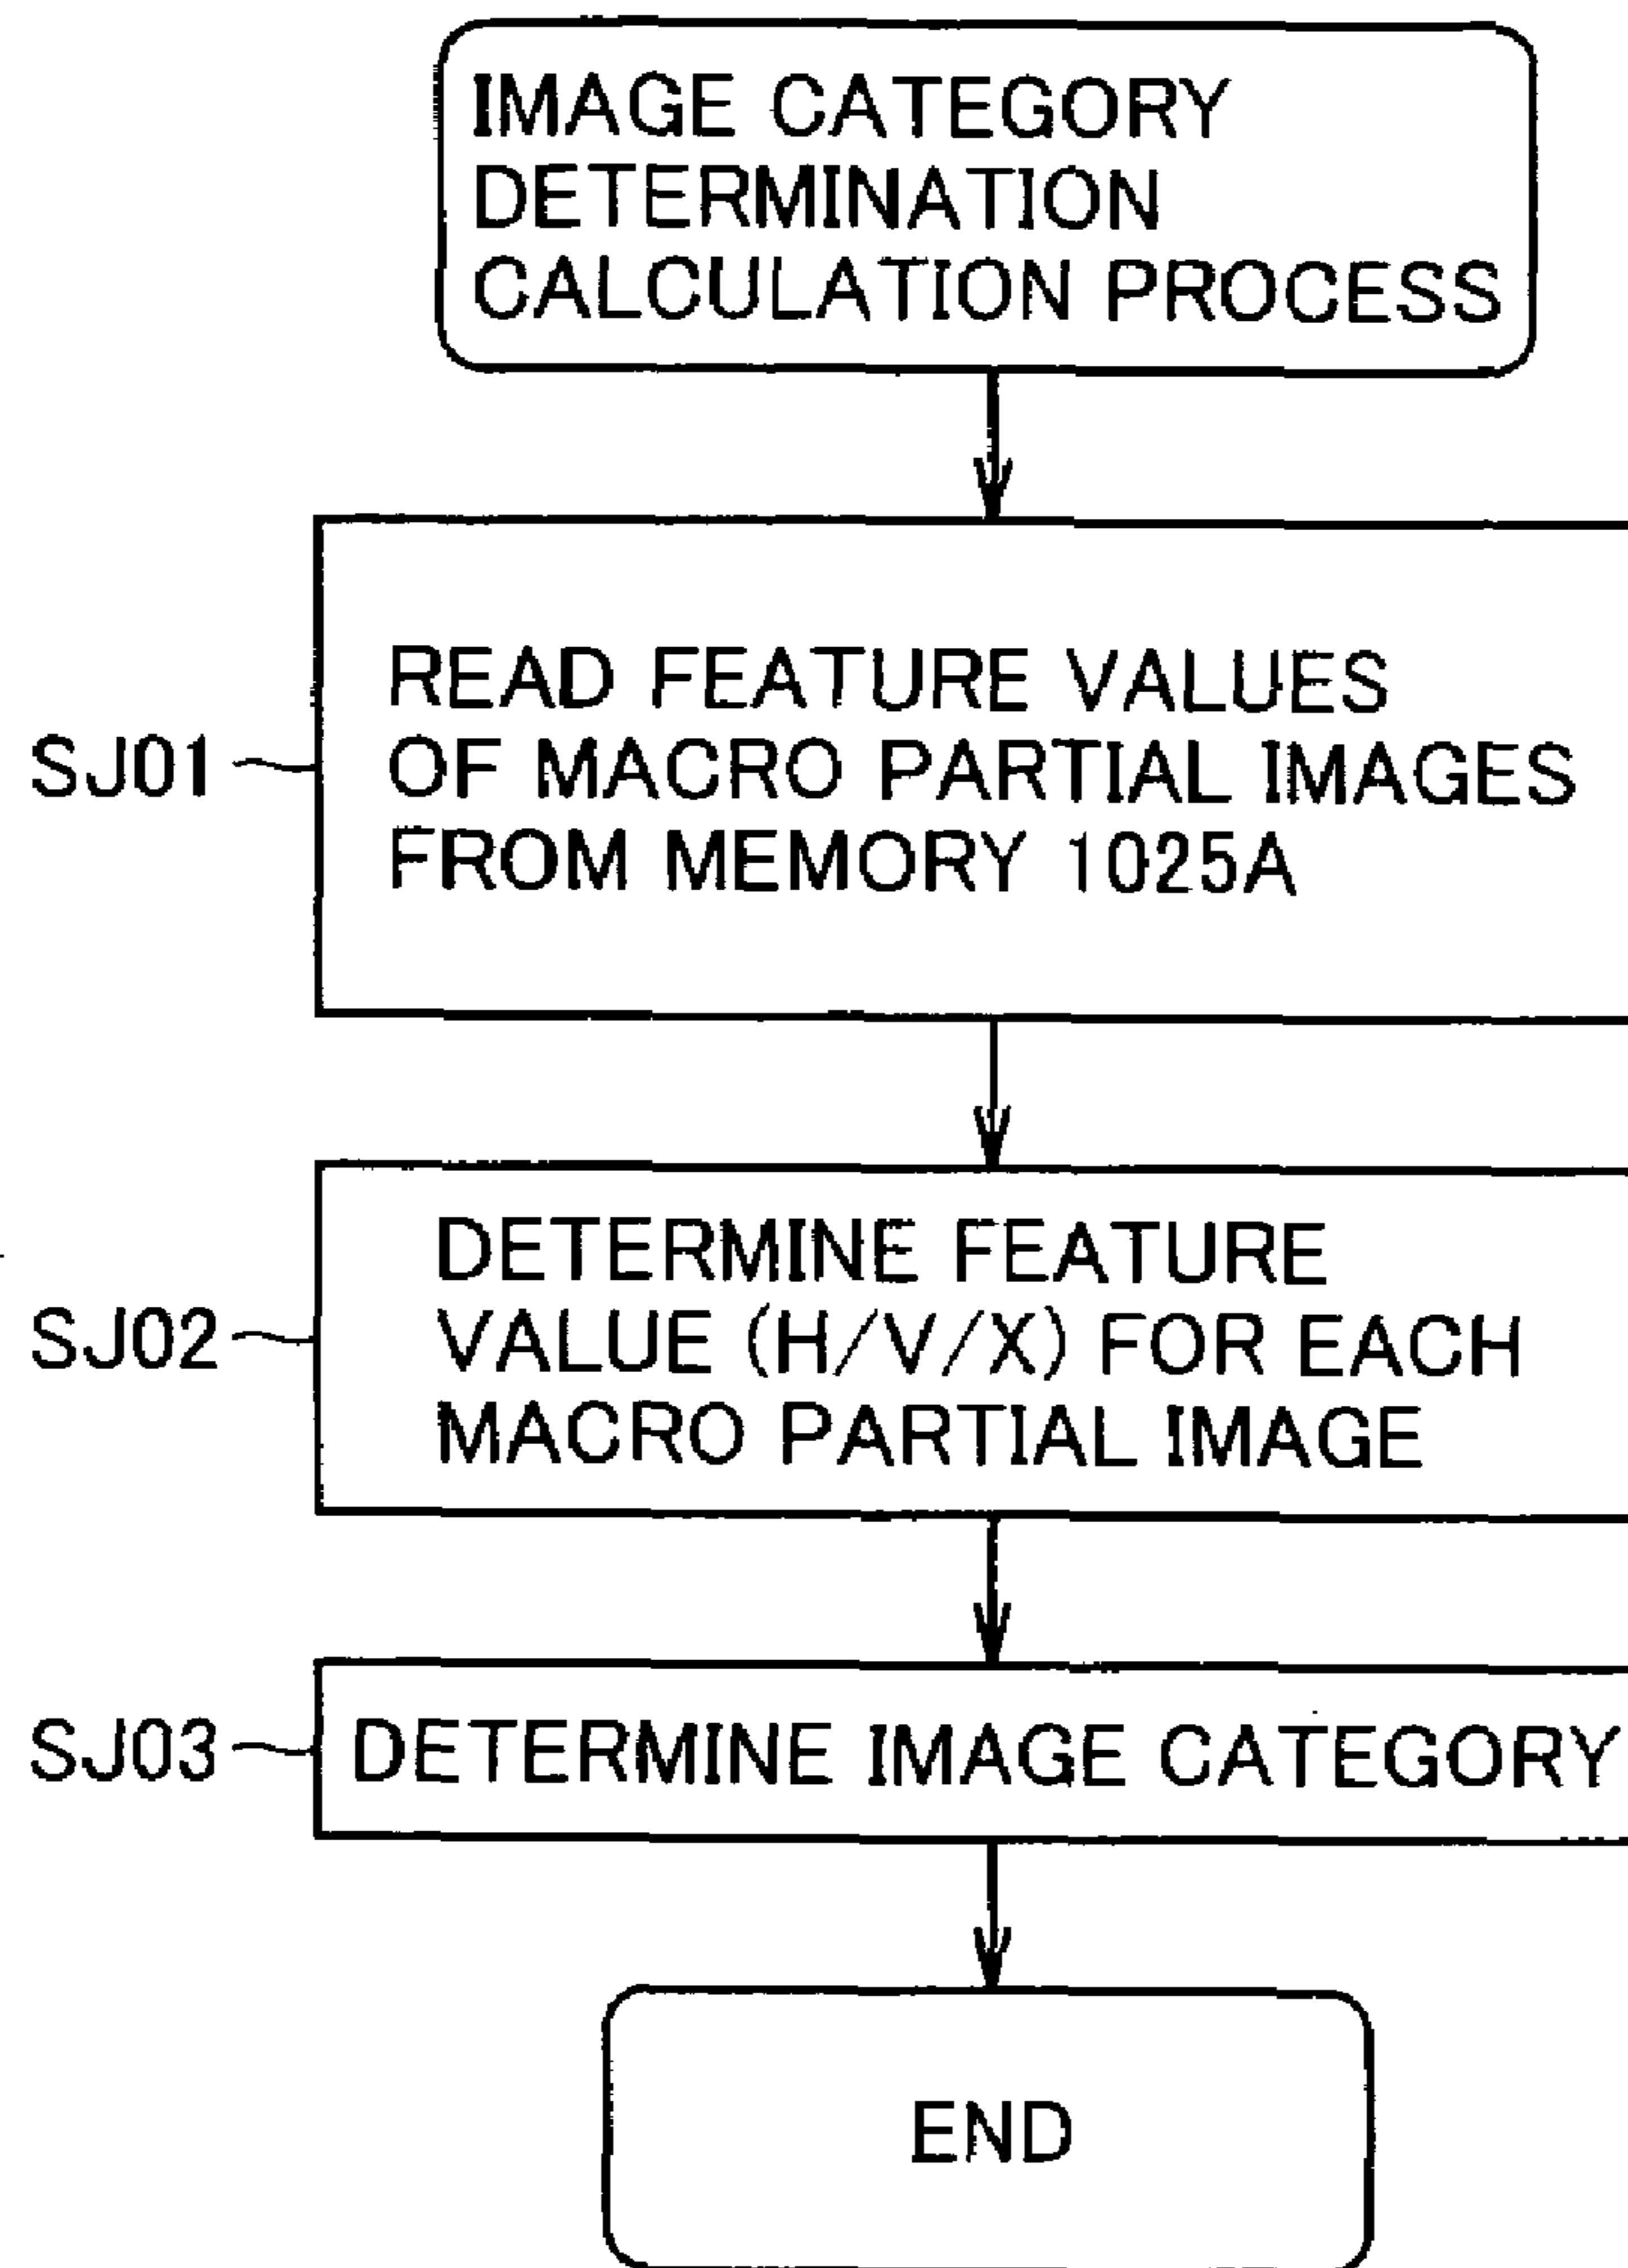 IMAGE CATEGORY
DETERMINATION
CALCULATION PROCESS
READ FEATURE VALUES
SJ01 OF MACRO PARTIAL IMAGES
FROM MEMORY 1025A
DETERMINE FEATURE
SJ02 VALUE (H/V/X) FOR EACH
MACRO PARTIAL IMAGE
SJ03 DETERMINE IMAGE CATEGORY
END